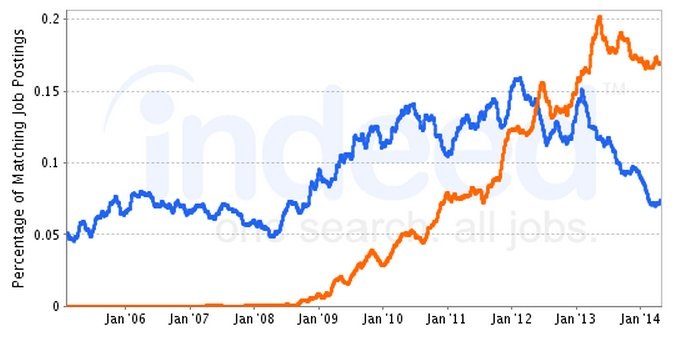 Percentage of Matching Job Postings
0.2
0.15
0.1
0.05
0
indeed™
one search. all jobs.
Jan'06 Jan'07 Jan'08 Jan'09 Jan'10 Jan'11 Jan'12 Jan'13 Jan'14